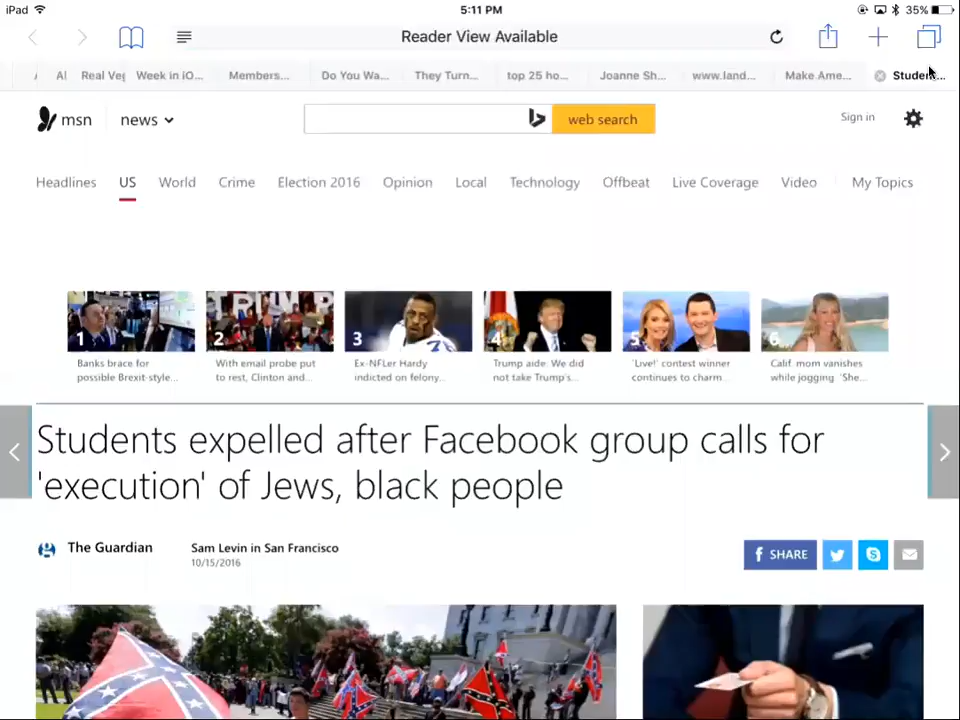 iPad 5:11 PM 35%
Reader View Available
Al Real Veg Week in iO... Members... Do You Wa... They Turn... top 25 ho... Joanne Sh... www.land... Make Ame... Studen...
msn news web search Sign in
Headlines US World Crime Election 2016 Opinion Local Technology Offbeat Live Coverage Video My Topics
TRUMP
1 2 3 4 5 6
Banks brace for possible Brexit-style...
With email probe put to rest, Clinton and...
Ex-NFLer Hardy indicted on felony...
Trump aide: We did not take Trump's...
'Live!' contest winner continues to charm...
Calif. mom vanishes while jogging 'She...
Students expelled after Facebook group calls for
'execution' of Jews, black people
The Guardian Sam Levin in San Francisco SHARE
10/15/2016